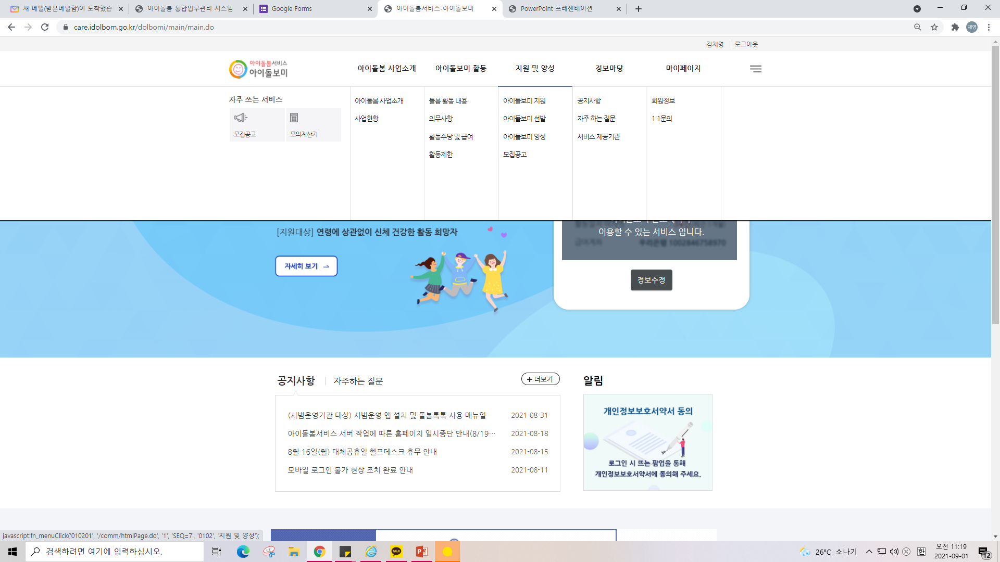 새 메일(받은메일함)이 도착했습
아이돌봄 통합업무관리 시스템
Google Forms
아이돌봄서비스-아이돌보미
PowerPoint 프레젠테이션
care.idolbom.go.kr/dolbomi/main/main.do
채영
김채영
로그아웃
아이돌봄서비스
아이돌보미
아이돌봄 사업소개
아이돌보미 활동
지원 및 양성
정보마당
마이페이지
자주 쓰는 서비스
모집공고
모의계산기
아이돌봄 사업소개
사업현황
돌봄 활동 내용
의무사항
활동수당 및 급여
활동제한
아이돌보미 지원
아이돌보미 선발
아이돌보미 양성
모집공고
공지사항
자주 하는 질문
서비스 제공기관
회원정보
1:1문의
[지원대상] 연령에 상관없이 신체 건강한 활동 희망자
자세히 보기
이용할 수 있는 서비스 입니다.
정보수정
공지사항
자주하는 질문
+ 더보기
(시범운영기관 대상) 시범운영 앱 설치 및 돌봄톡톡 사용 매뉴얼 2021-08-31
아이돌봄서비스 서버 작업에 따른 홈페이지 일시중단 안내(8/19… 2021-08-18
8월 16일(월) 대체공휴일 헬프데스크 휴무 안내 2021-08-15
모바일 로그인 불가 현상 조치 완료 안내 2021-08-11
알림
개인정보보호서약서 동의
로그인 시 뜨는 팝업을 통해
개인정보보호서약서에 동의해 주세요.
javascript:fn_menuClick('010201', '/comm/htmlPage.do', '1', 'SEQ=7', '0102', '지원 및 양성');
검색하려면 여기에 입력하십시오.
TALK
26°C 소나기
한
오전 11:19
2021-09-01
12